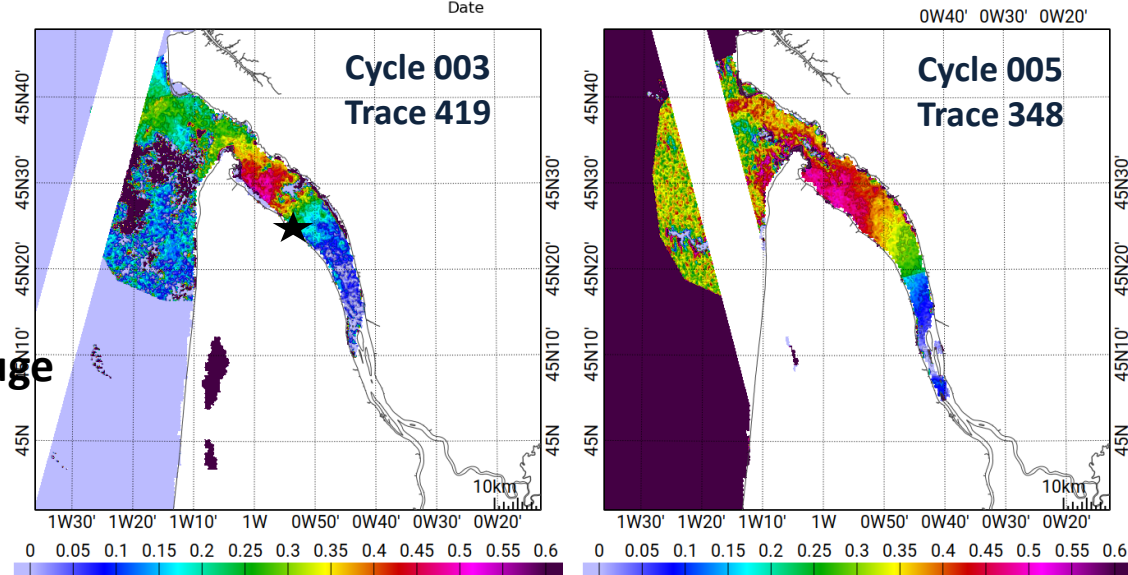 Date
0W40' 0W30' 0W20'
Cycle 003
Trace 419
Cycle 005
Trace 348
45N40'
45N30'
45N20'
45N10'
45N
45N40'
45N30'
45N20'
45N10'
45N
45N40'
45N30'
45N20'
45N10'
45N
10km
10km
1W30' 1W20' 1W10' 1W 0W50' 0W40' 0W30' 0W20'
1W30' 1W20' 1W10' 1W 0W50' 0W40' 0W30' 0W20'
0 0.05 0.1 0.15 0.2 0.25 0.3 0.35 0.4 0.45 0.5 0.55 0.6
0 0.05 0.1 0.15 0.2 0.25 0.3 0.35 0.4 0.45 0.5 0.55 0.6